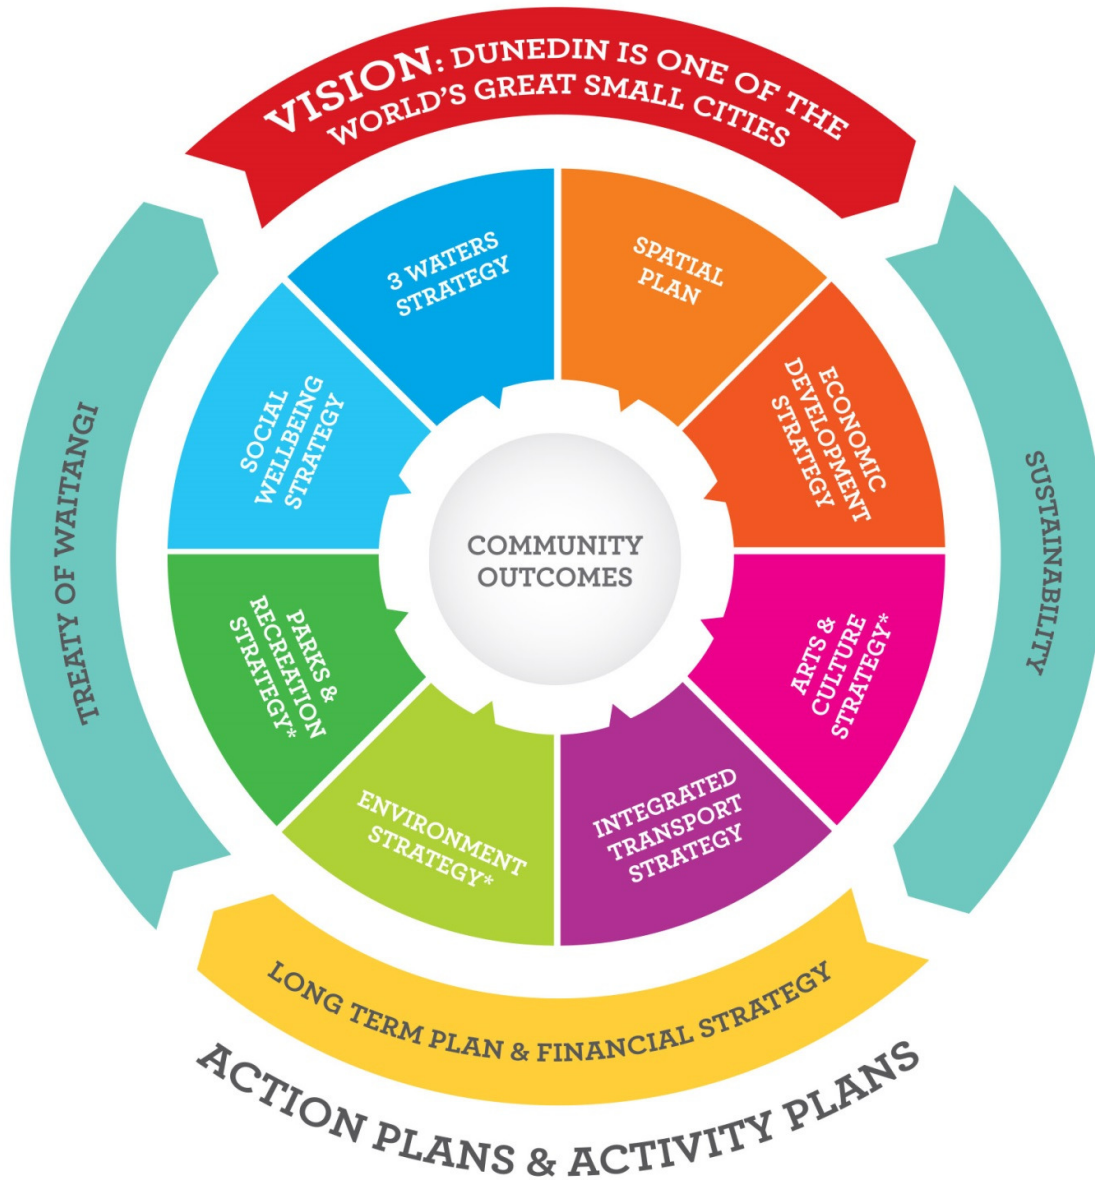 VISION: DUNEDIN IS ONE OF THE
WORLD'S GREAT SMALL CITIES
3 WATERS
STRATEGY
SPATIAL
PLAN
ECONOMIC
DEVELOPMENT
STRATEGY
ARTS &
CULTURE
STRATEGY*
INTEGRATED
TRANSPORT
STRATEGY
ENVIRONMENT
STRATEGY*
PARKS &
RECREATION
STRATEGY*
SOCIAL
WELLBEING
STRATEGY
COMMUNITY
OUTCOMES
TREATY OF WAITANGI
SUSTAINABILITY
LONG TERM PLAN & FINANCIAL STRATEGY
ACTION PLANS & ACTIVITY PLANS